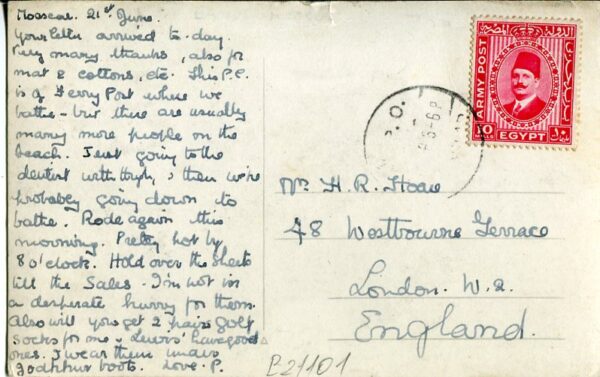 Moascar. 21st June.
Your letter arrived to-day.
Very many thanks, also for
mat & cottons, etc. This P.C.
is of Ferry Post where we
bathe - but there are usually
many more people on the
beach. Just going to the
dentist with, & then we're
probably going down to
bathe. Rode again this
morning. Pretty hot by
8 o'clock. Hold over the sheets
till the Sales. I'm not in
a desperate hurry for them.
Also will you get 2 pairs golf
socks for me - Lewis' have good
ones. I wear them under
jodhpur boots. Love. P.
B21101
P.O.
ARMY POST
10
EGYPT
Mr. H. R. Hoare
48 Westbourne Terrace
London. W.2.
England.